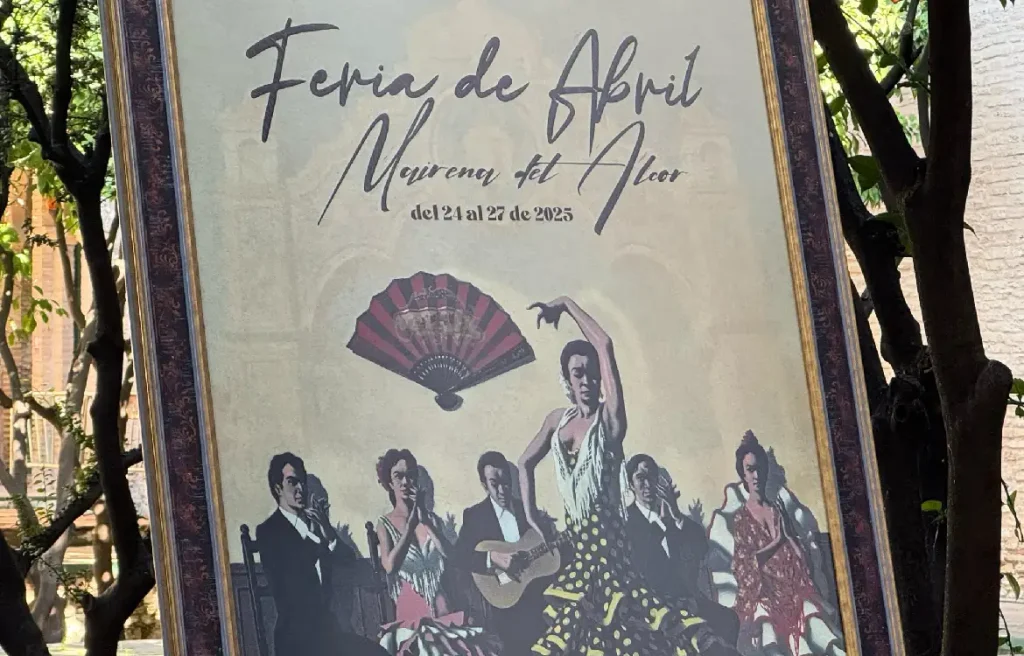 Feria de Abril
Mairena del Alcor
del 24 al 27 de 2025